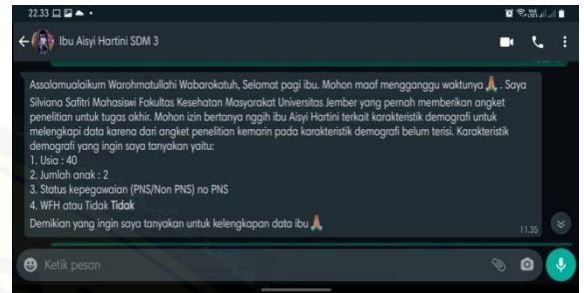 22.33
Ibu Aisyi Hartini SDM 3
Assalamualaikum Warohmatullahi Wabarokatuh, Selamat pagi ibu. Mohon maaf mengganggu waktunya🙏. Saya
Silviana Safitri Mahasiswi Fakultas Kesehatan Masyarakat Universitas Jember yang pernah memberikan angket
penelitian untuk tugas akhir. Mohon izin bertanya nggih ibu Aisyi Hartini terkait karakteristik demografi untuk
melengkapi data karena dari angket penelitian kemarin pada karakteristik demografi belum terisi. Karakteristik
demografi yang ingin saya tanyakan yaitu:
1. Usia : 40
2. Jumlah anak : 2
3. Status kepegawaian (PNS/Non PNS) no PNS
4. WFH atau Tidak Tidak
Demikian yang ingin saya tanyakan untuk kelengkapan data ibu🙏
11.35
Ketik pesan